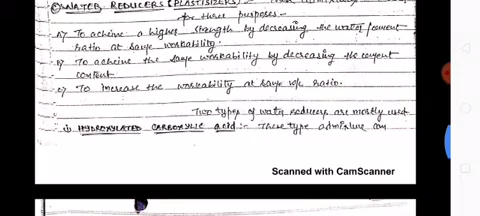 WATER REDUCERS (PLASTISIZERS) :-
for three purposes -
a) To acheive a higher strength by decreasing the water/cement
ratio at same workability.
b) To acheive the same workability by decreasing the cement
content
c) To increase the workability at same w/c ratio.
Two types of water reducers are mostly used
i) HYDROXYLATED CARBOXYLIC acid :- These type admixture can
Scanned with CamScanner